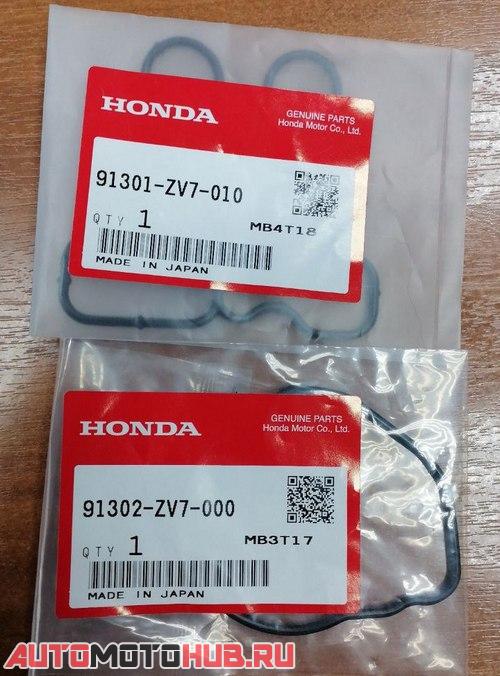 HONDA
GENUINE PARTS
Honda Motor Co., Ltd.
91301-ZV7-010
QTY 1
MB4T18
MADE IN JAPAN
HONDA
GENUINE PARTS
Honda Motor Co., Ltd.
91302-ZV7-000
QTY 1
MB3T17
MADE IN JAPAN
AUTOMOTOHUB.RU